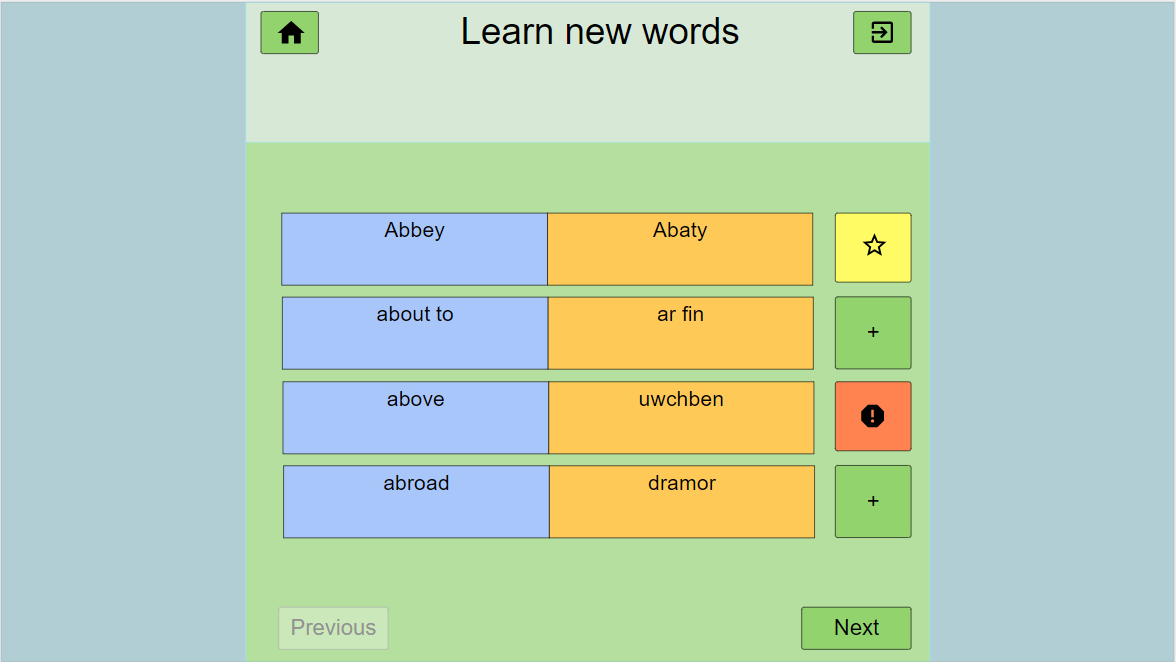 Learn new words
Abbey Abaty
about to ar fin
+
above uwchben
abroad dramor
+
Previous Next